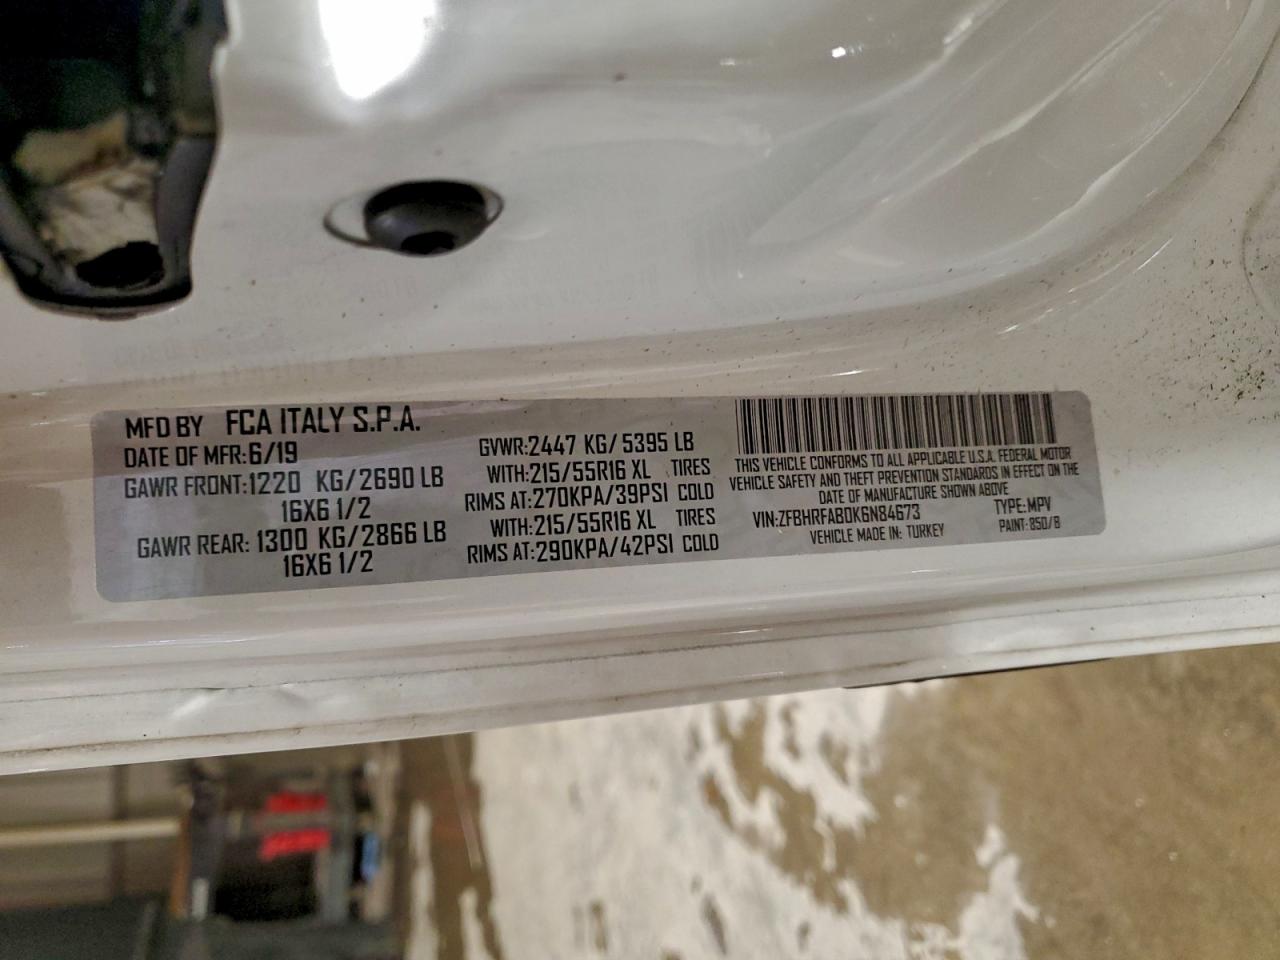 MFD BY FCA ITALY S.P.A.
DATE OF MFR:6/19
GAWR FRONT:1220 KG/2690 LB
16X6 1/2
GAWR REAR: 1300 KG/2866 LB
16X6 1/2
GVWR:2447 KG/5395 LB
WITH:215/55R16 XL TIRES
RIMS AT:270KPA/39PSI COLD
WITH:215/55R16 XL TIRES
RIMS AT:290KPA/42PSI COLD
THIS VEHICLE CONFORMS TO ALL APPLICABLE U.S.A. FEDERAL MOTOR
VEHICLE SAFETY AND THEFT PREVENTION STANDARDS IN EFFECT ON THE
DATE OF MANUFACTURE SHOWN ABOVE
VIN:ZFBHRFAB0K6N84673 TYPE:MPV
VEHICLE MADE IN: TURKEY PAINT: 850/B